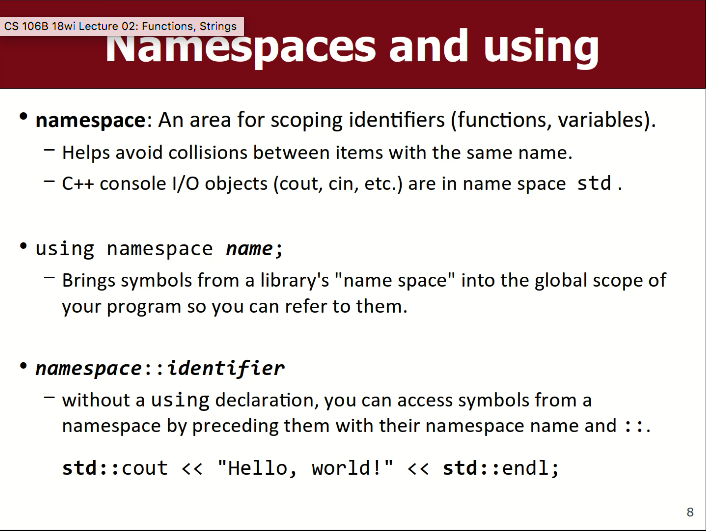 CS 106B 18wi Lecture 02: Functions, Strings
Namespaces and using
• namespace: An area for scoping identifiers (functions, variables).
– Helps avoid collisions between items with the same name.
– C++ console I/O objects (cout, cin, etc.) are in name space std .
• using namespace name;
– Brings symbols from a library's "name space" into the global scope of
your program so you can refer to them.
• namespace::identifier
– without a using declaration, you can access symbols from a
namespace by preceding them with their namespace name and ::.
std::cout << "Hello, world!" << std::endl;
8